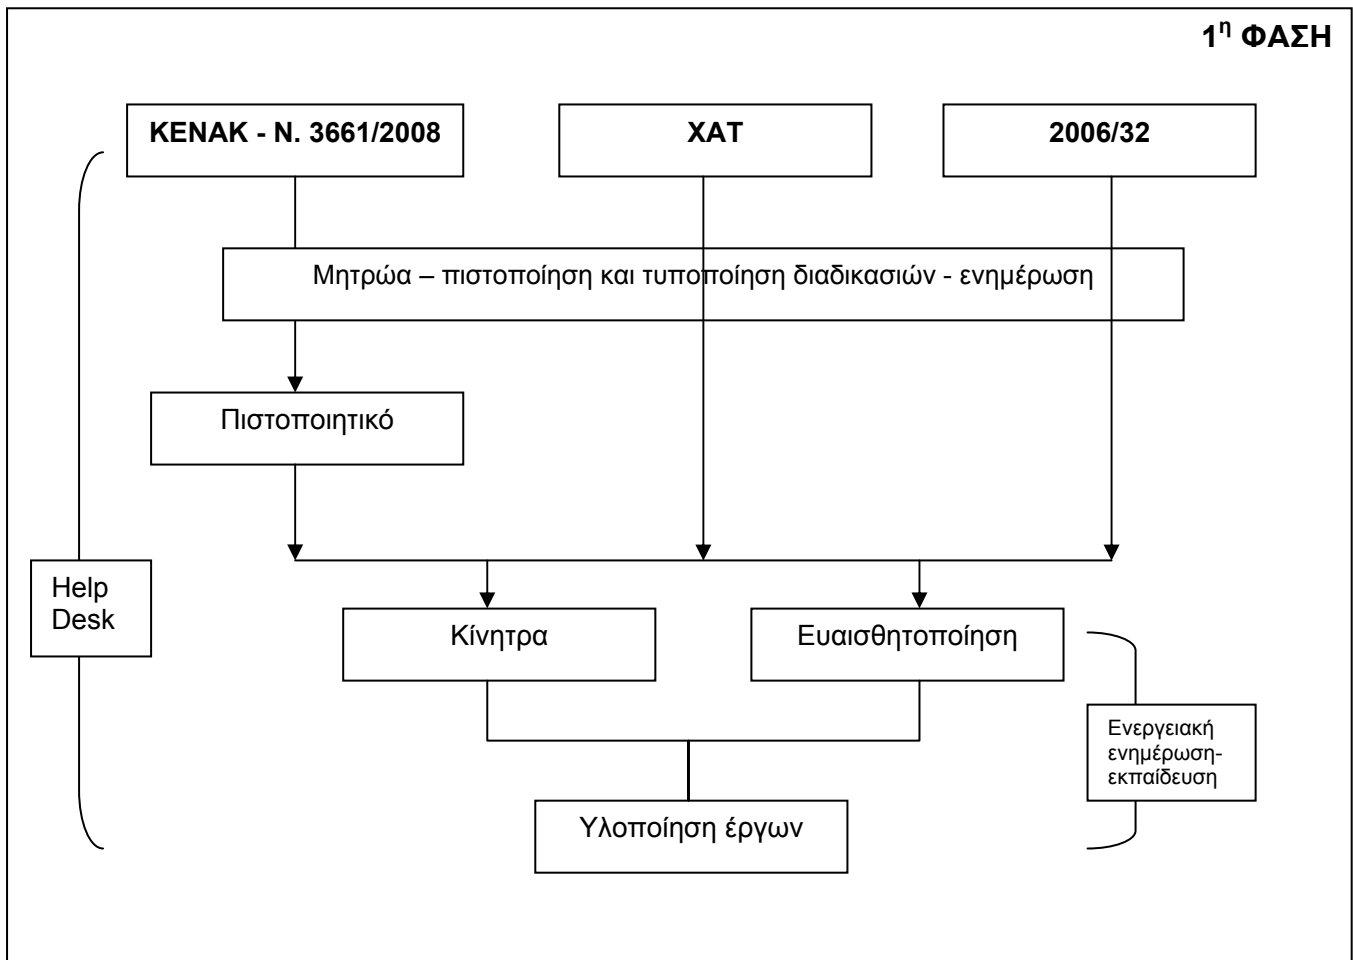 1η ΦΑΣΗ
ΚΕΝΑΚ - Ν. 3661/2008
ΧΑΤ
2006/32
Μητρώα – πιστοποίηση και τυποποίηση διαδικασιών - ενημέρωση
Πιστοποιητικό
Help
Desk
Κίνητρα
Ευαισθητοποίηση
Ενεργειακή
ενημέρωση-
εκπαίδευση
Υλοποίηση έργων